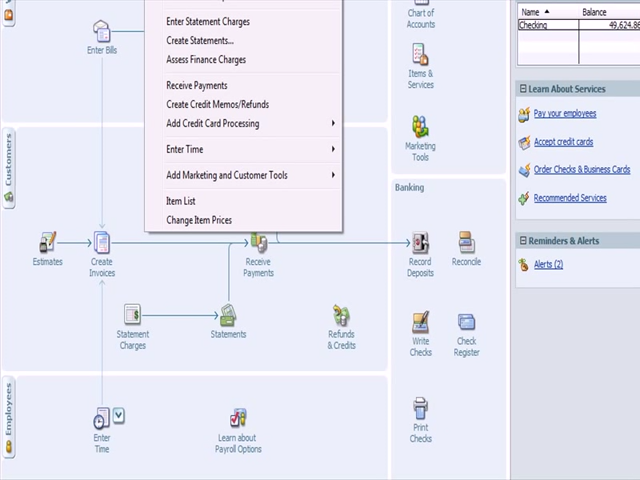 Enter Bills
Enter Statement Charges
Create Statements...
Assess Finance Charges
Receive Payments
Create Credit Memos/Refunds
Add Credit Card Processing
Enter Time
Add Marketing and Customer Tools
Item List
Change Item Prices
Chart of
Accounts
Items &
Services
Marketing
Tools
Name
Balance
Checking
Learn About Services
Pay your employees
Accept credit cards
Order Checks & Business Cards
Recommended Services
Reminders & Alerts
Alerts (2)
Customers
Estimates
Create
Invoices
Receive
Payments
Statement
Charges
Statements
Refunds
& Credits
Banking
Record
Deposits
Reconcile
Write
Checks
Check
Register
Print
Checks
Employees
Enter
Time
Learn about
Payroll Options